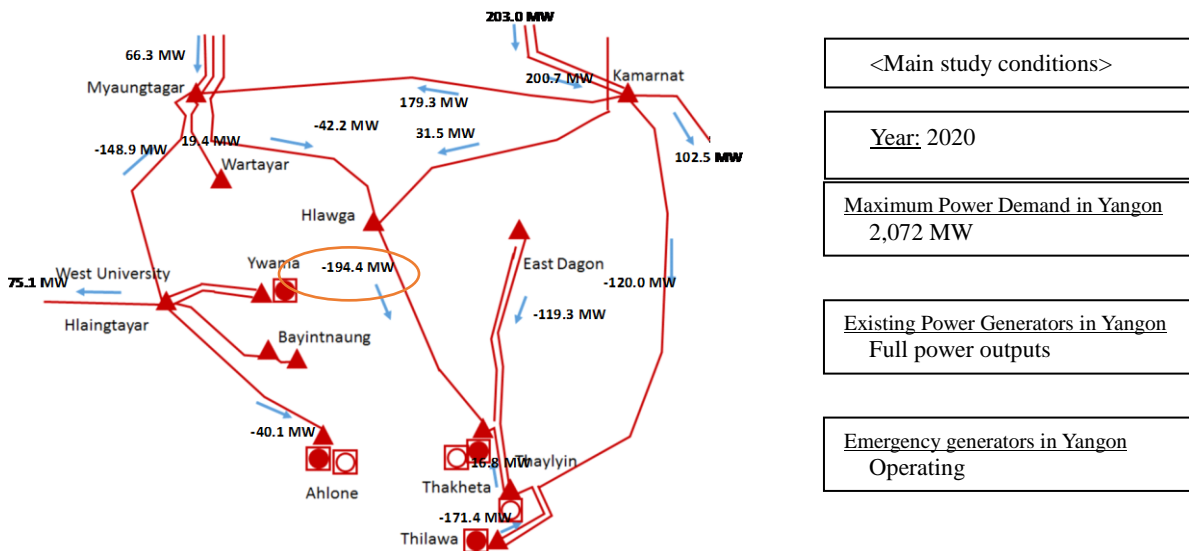 203.0 MW
66.3 MW
200.7 MW
Kamarnat
Myaungtagar
179.3 MW
-42.2 MW
31.5 MW
19.4 MW
-148.9 MW
Wartayar
102.5 MW
Hlawga
Ywama
-194.4 MW
East Dagon
West University
75.1 MW
-120.0 MW
Hlaingtayar
-119.3 MW
Bayintnaung
-40.1 MW
16.8 MW
Thaylyin
Ahlone
Thakheta
-171.4 MW
Thilawa
<Main study conditions>
Year: 2020
Maximum Power Demand in Yangon
2,072 MW
Existing Power Generators in Yangon
Full power outputs
Emergency generators in Yangon
Operating